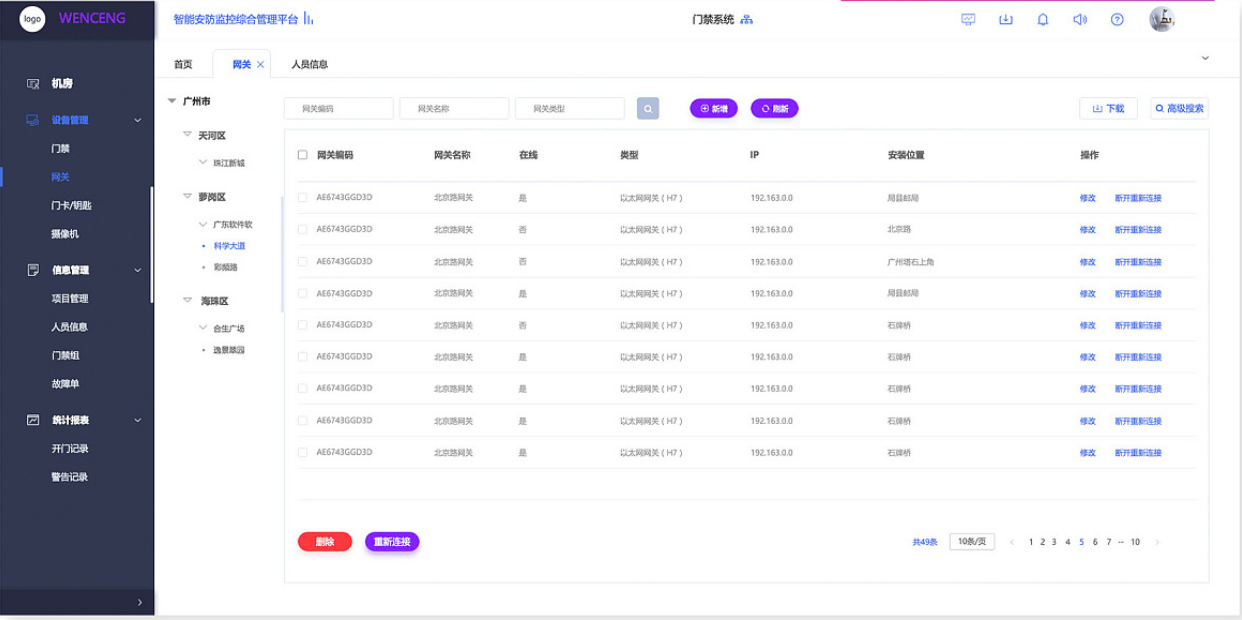 logo WENCENG 智能安防监控综合管理平台 门禁系统
首页 网关 × 人员信息
机房
设备管理
门禁
网关
门卡/钥匙
摄像机
信息管理
项目管理
人员信息
门禁组
故障单
统计报表
开门记录
警告记录
广州市
天河区
珠江新城
萝岗区
广东软件软
科学大道
彩频路
海珠区
合生广场
逸景翠园
网关编码 网关名称 网关类型 新增 刷新 下载 高级搜索
网关编码 网关名称 在线 类型 IP 安装位置 操作
AE6743GGD3D 北京路网关 是 以太网网关 ( H7 ) 192.163.0.0 局县邮局 修改 断开重新连接
AE6743GGD3D 北京路网关 否 以太网网关 ( H7 ) 192.163.0.0 北京路 修改 断开重新连接
AE6743GGD3D 北京路网关 否 以太网网关 ( H7 ) 192.163.0.0 广州塔石上角 修改 断开重新连接
AE6743GGD3D 北京路网关 是 以太网网关 ( H7 ) 192.163.0.0 局县邮局 修改 断开重新连接
AE6743GGD3D 北京路网关 否 以太网网关 ( H7 ) 192.163.0.0 石牌桥 修改 断开重新连接
AE6743GGD3D 北京路网关 是 以太网网关 ( H7 ) 192.163.0.0 石牌桥 修改 断开重新连接
AE6743GGD3D 北京路网关 是 以太网网关 ( H7 ) 192.163.0.0 石牌桥 修改 断开重新连接
AE6743GGD3D 北京路网关 是 以太网网关 ( H7 ) 192.163.0.0 石牌桥 修改 断开重新连接
AE6743GGD3D 北京路网关 是 以太网网关 ( H7 ) 192.163.0.0 石牌桥 修改 断开重新连接
删除 重新连接 共49条 10条/页 < 1 2 3 4 5 6 7 ··· 10 >